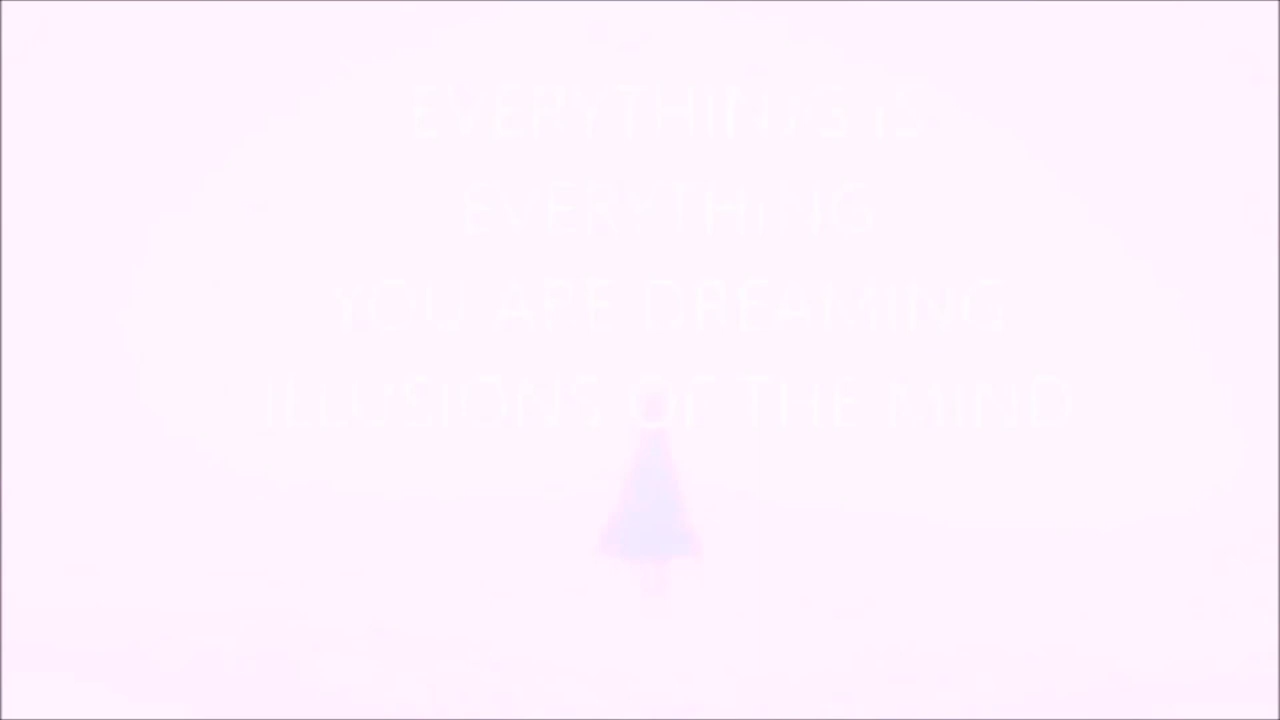 EVERYTHING IS
EVERYTHING
YOU ARE DREAMING
ILLUSIONS OF THE MIND